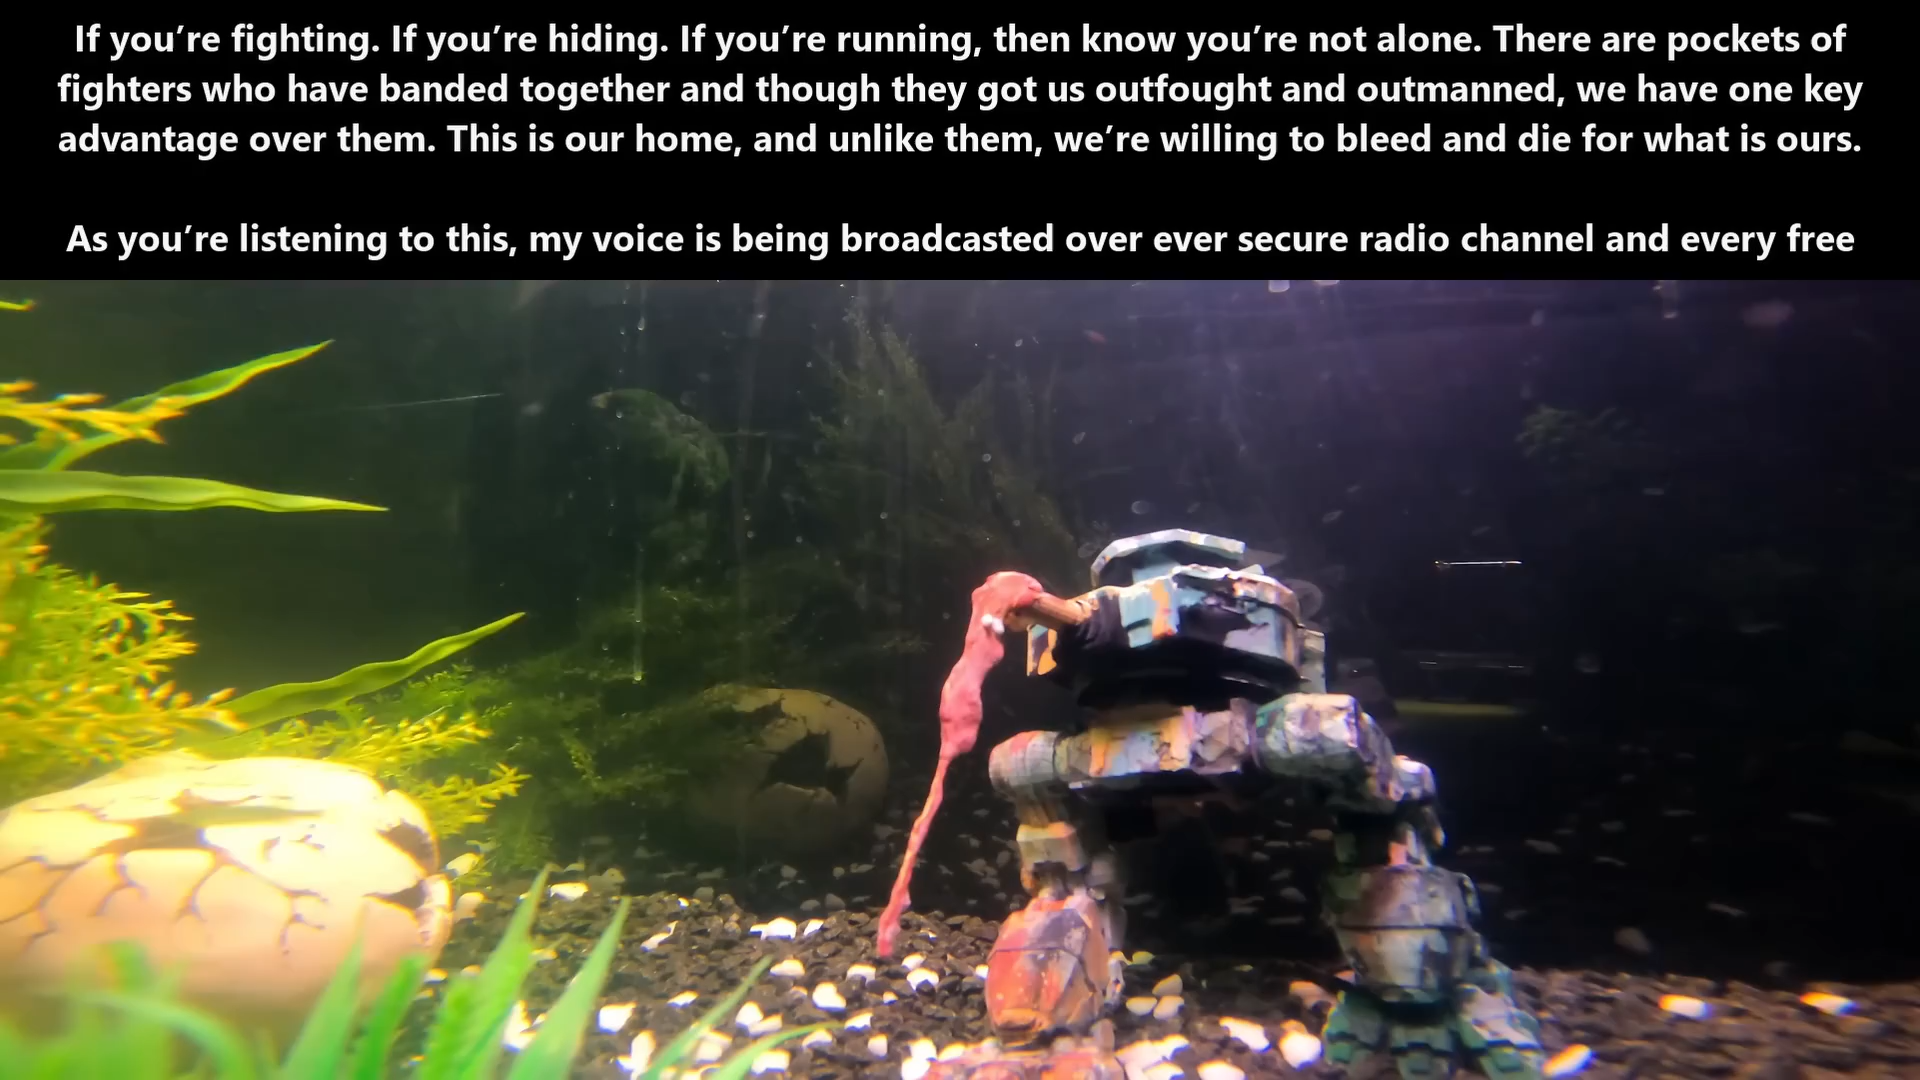 If you’re fighting. If you’re hiding. If you’re running, then know you’re not alone. There are pockets of
fighters who have banded together and though they got us outfought and outmanned, we have one key
advantage over them. This is our home, and unlike them, we’re willing to bleed and die for what is ours.
As you’re listening to this, my voice is being broadcasted over ever secure radio channel and every free